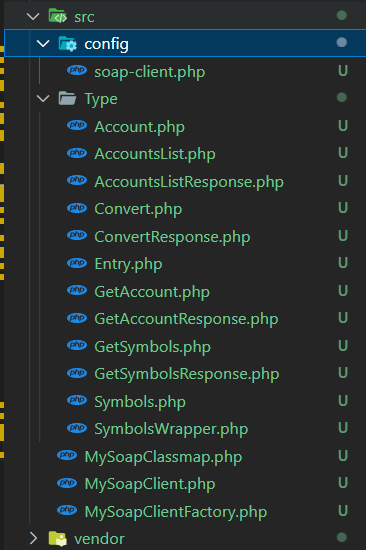 src
config
soap-client.php U
Type
Account.php U
AccountsList.php U
AccountsListResponse.php U
Convert.php U
ConvertResponse.php U
Entry.php U
GetAccount.php U
GetAccountResponse.php U
GetSymbols.php U
GetSymbolsResponse.php U
Symbols.php U
SymbolsWrapper.php U
MySoapClassmap.php U
MySoapClient.php U
MySoapClientFactory.php U
vendor